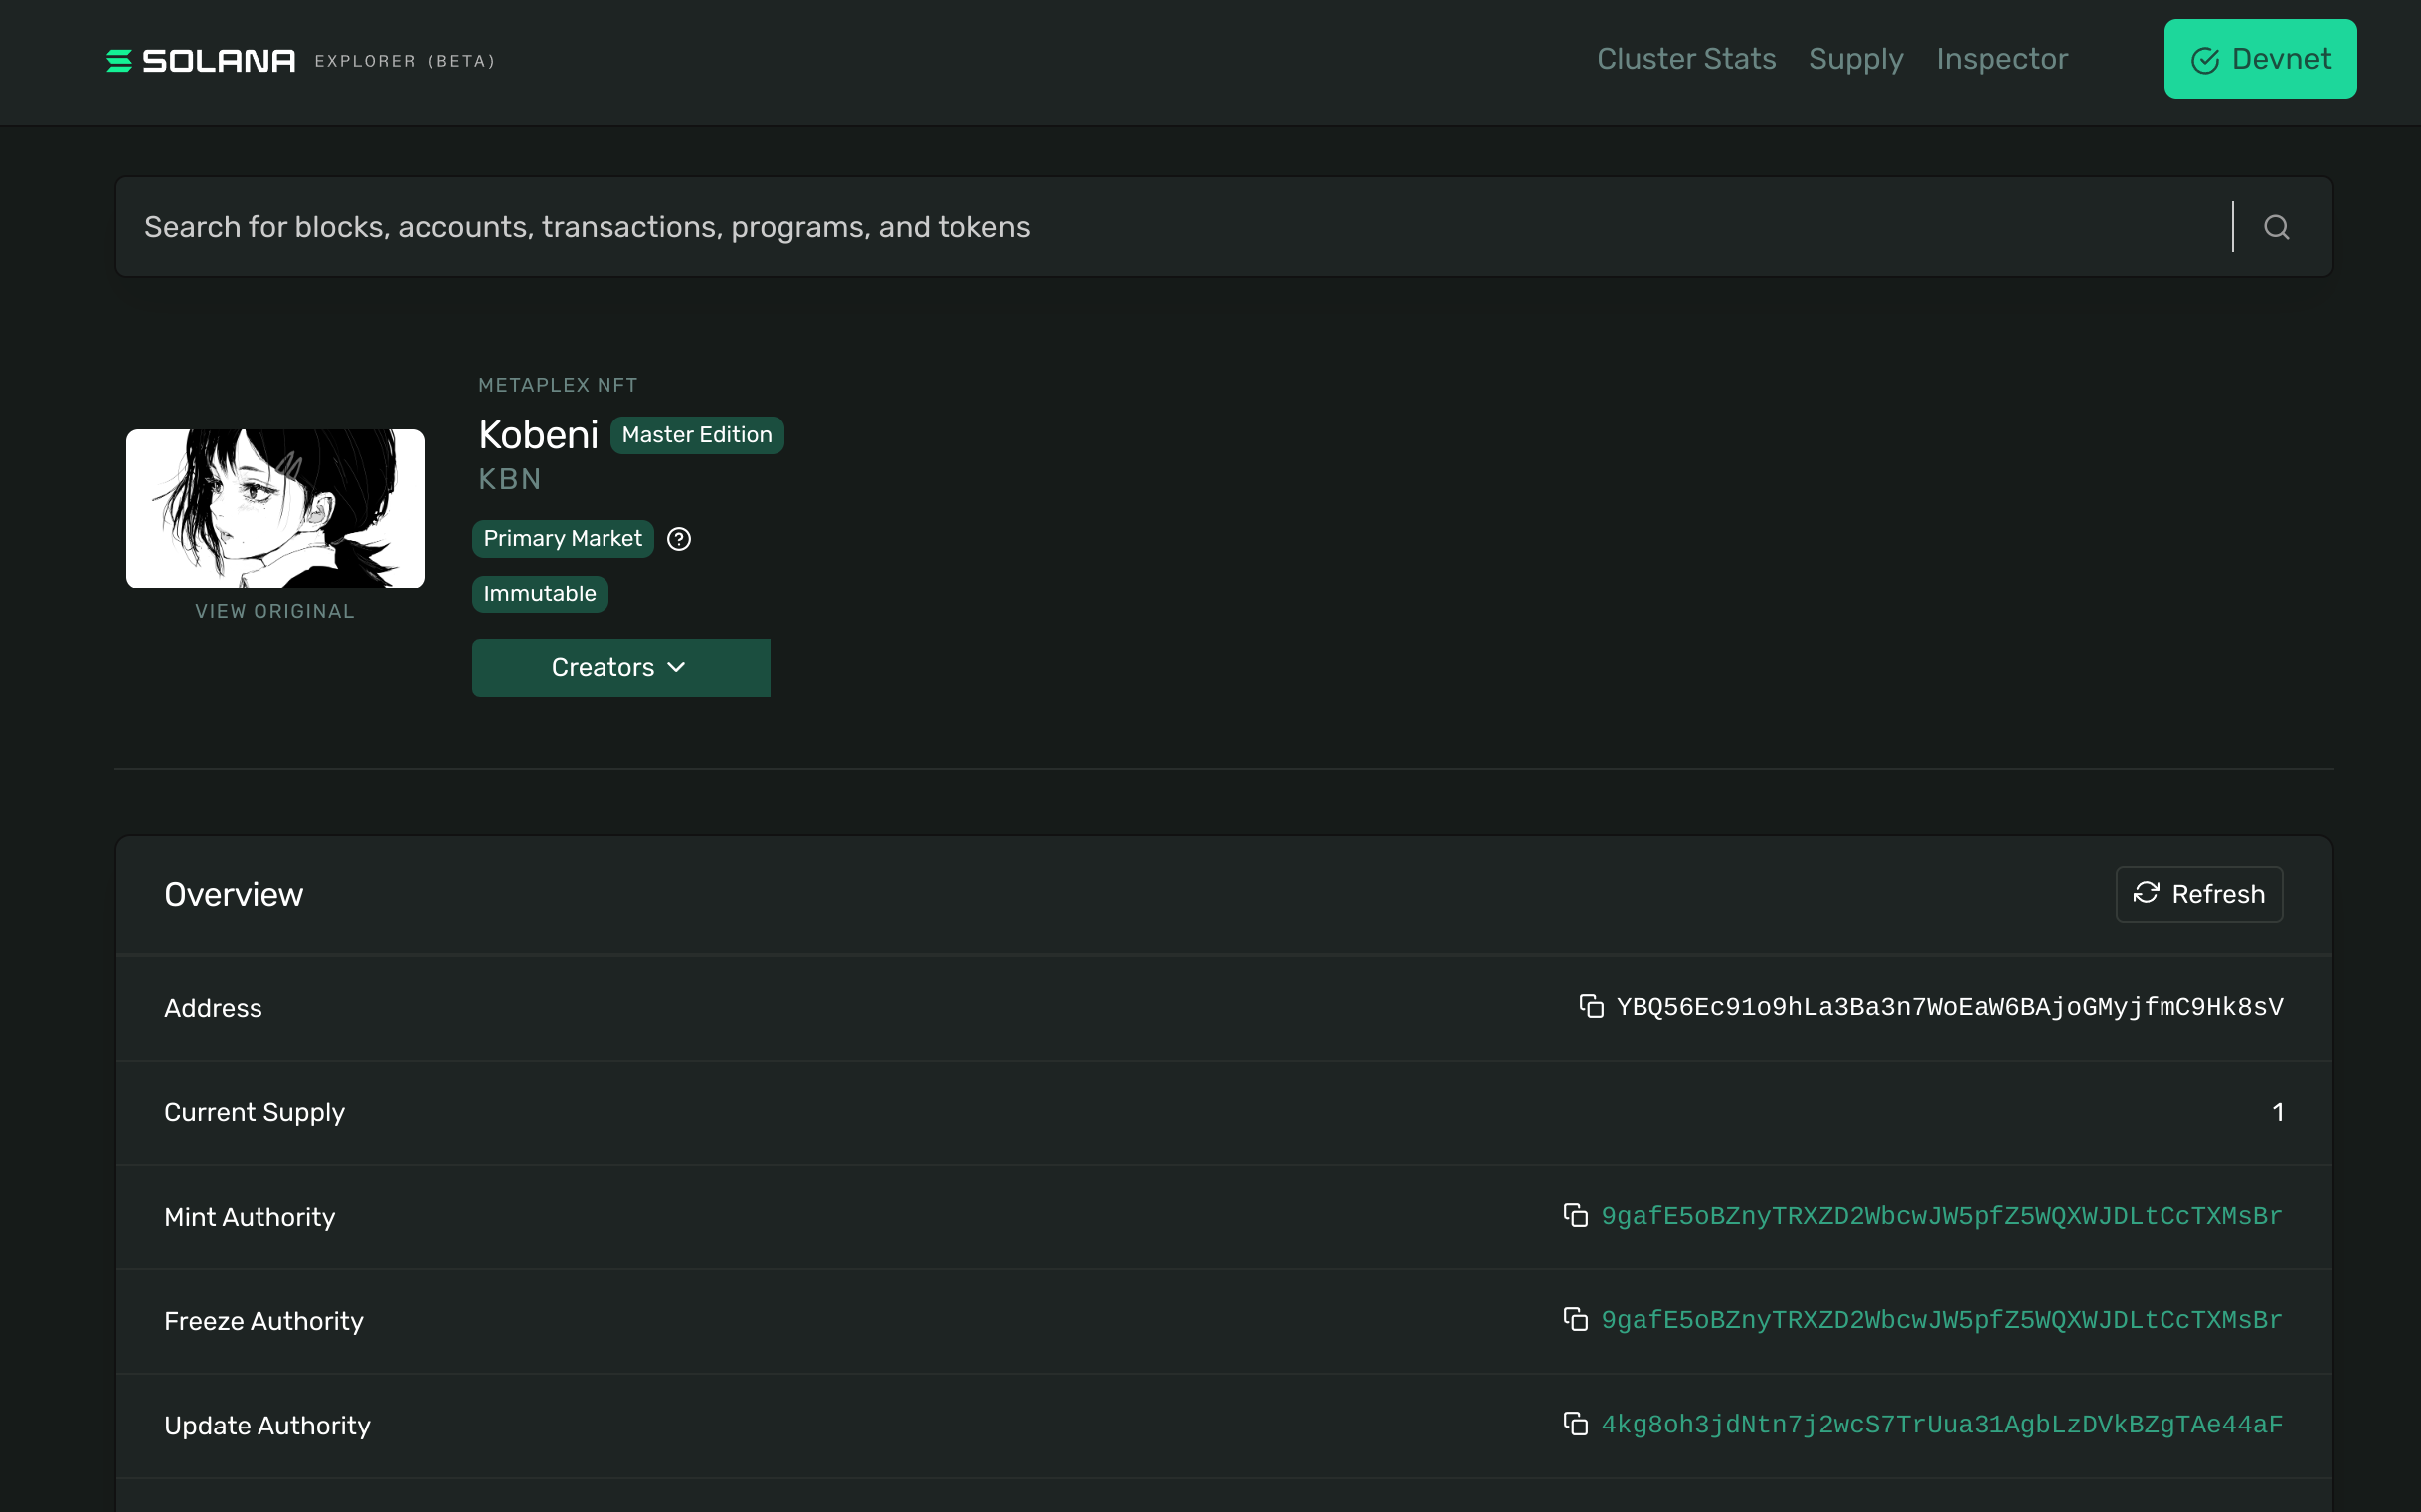 SOLANA EXPLORER (BETA)
Cluster Stats Supply Inspector Devnet
Search for blocks, accounts, transactions, programs, and tokens
METAPLEX NFT
Kobeni Master Edition
KBN
Primary Market
Immutable
VIEW ORIGINAL
Creators
Overview Refresh
Address YBQ56Ec91o9hLa3Ba3n7WoEaW6BAjoGMyjfmC9Hk8sV
Current Supply 1
Mint Authority 9gafE5oBZnyTRXZD2WbcwJW5pfZ5WQXWJDLtCcTXMsBr
Freeze Authority 9gafE5oBZnyTRXZD2WbcwJW5pfZ5WQXWJDLtCcTXMsBr
Update Authority 4kg8oh3jdNtn7j2wcS7TrUua31AgbLzDVkBZgTAe44aF